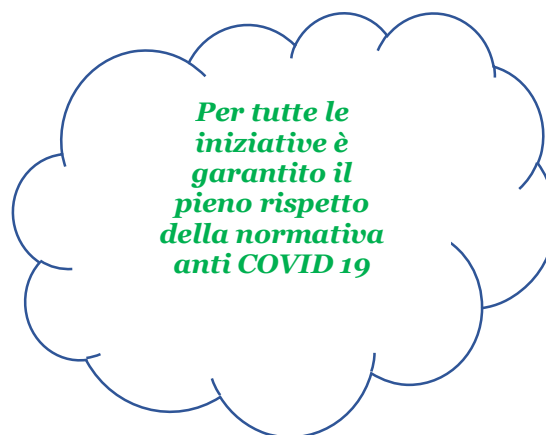 Per tutte le
iniziative è
garantito il
pieno rispetto
della normativa
anti COVID 19